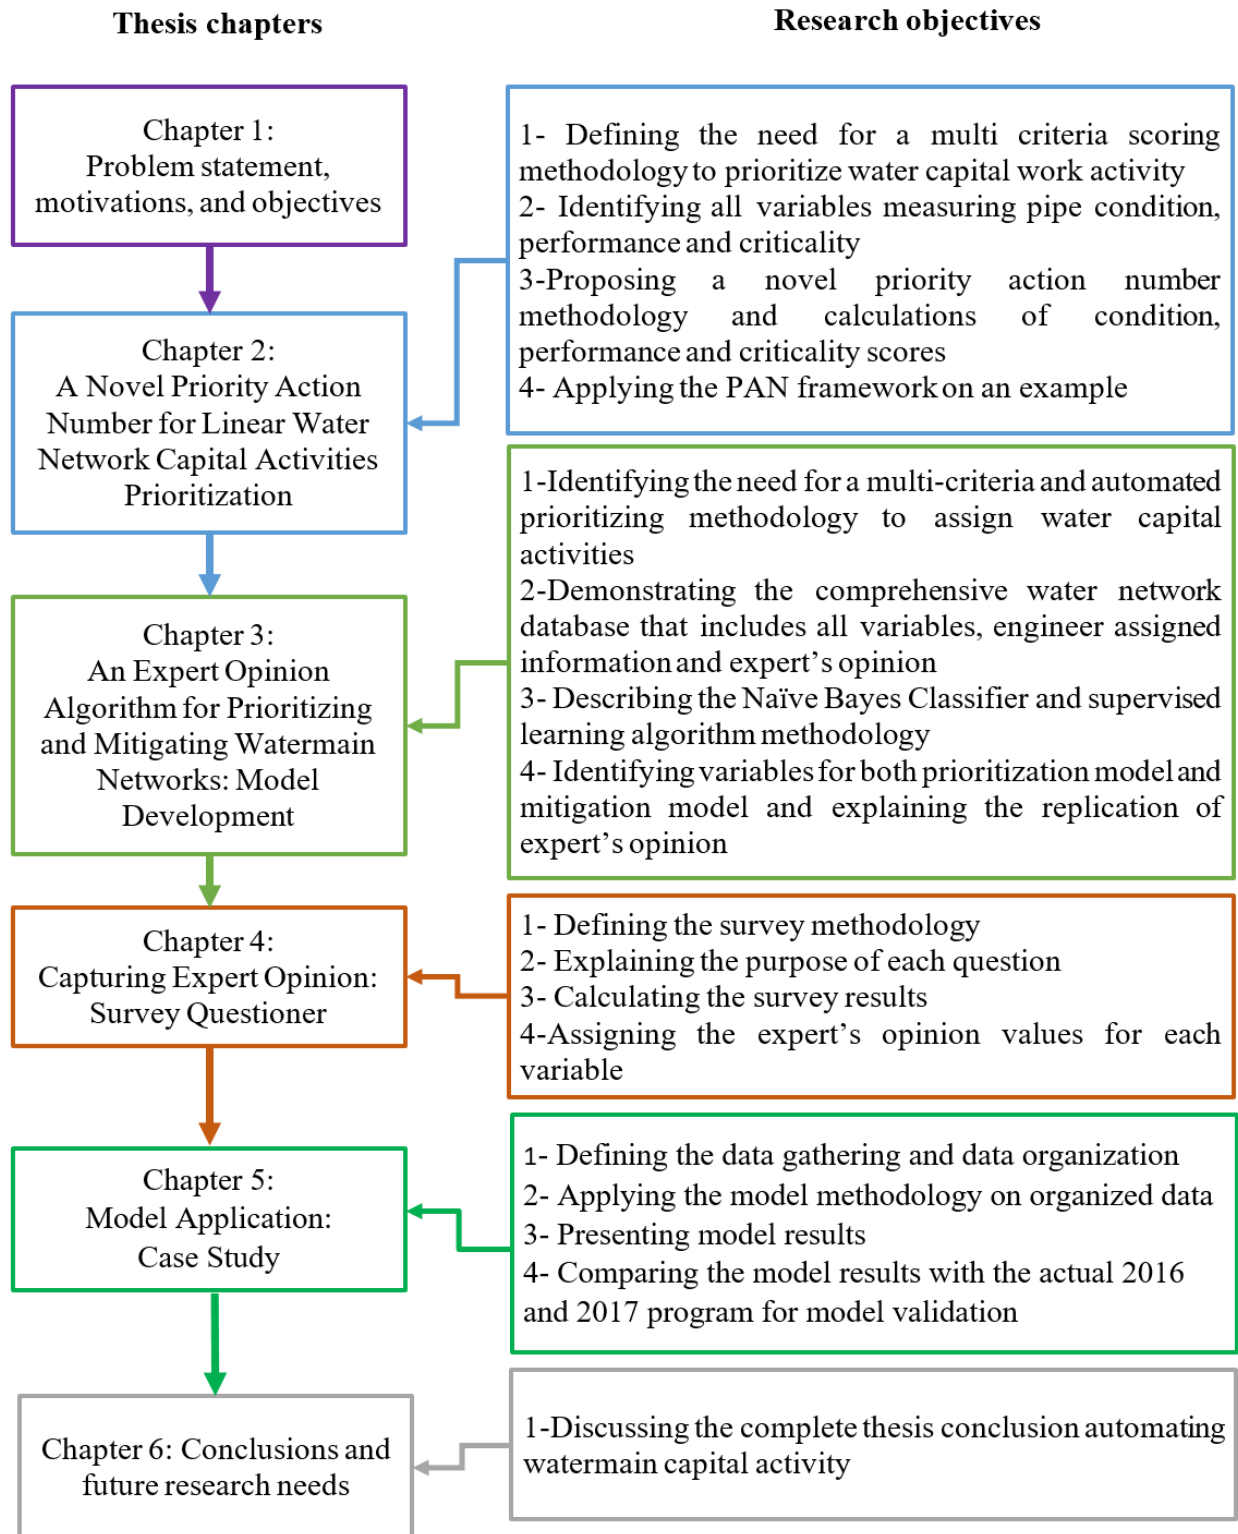 Thesis chapters
Research objectives
Chapter 1:
Problem statement,
motivations, and objectives
1- Defining the need for a multi criteria scoring
methodology to prioritize water capital work activity
2- Identifying all variables measuring pipe condition,
performance and criticality
3-Proposing a novel priority action number
methodology and calculations of condition,
performance and criticality scores
4- Applying the PAN framework on an example
Chapter 2:
A Novel Priority Action
Number for Linear Water
Network Capital Activities
Prioritization
1-Identifying the need for a multi-criteria and automated
prioritizing methodology to assign water capital
activities
2-Demonstrating the comprehensive water network
database that includes all variables, engineer assigned
information and expert’s opinion
3- Describing the Naïve Bayes Classifier and supervised
learning algorithm methodology
4- Identifying variables for both prioritization model and
mitigation model and explaining the replication of
expert’s opinion
Chapter 3:
An Expert Opinion
Algorithm for Prioritizing
and Mitigating Watermain
Networks: Model
Development
Chapter 4:
Capturing Expert Opinion:
Survey Questioner
1- Defining the survey methodology
2- Explaining the purpose of each question
3- Calculating the survey results
4-Assigning the expert’s opinion values for each
variable
Chapter 5:
Model Application:
Case Study
1- Defining the data gathering and data organization
2- Applying the model methodology on organized data
3- Presenting model results
4- Comparing the model results with the actual 2016
and 2017 program for model validation
Chapter 6: Conclusions and
future research needs
1-Discussing the complete thesis conclusion automating
watermain capital activity